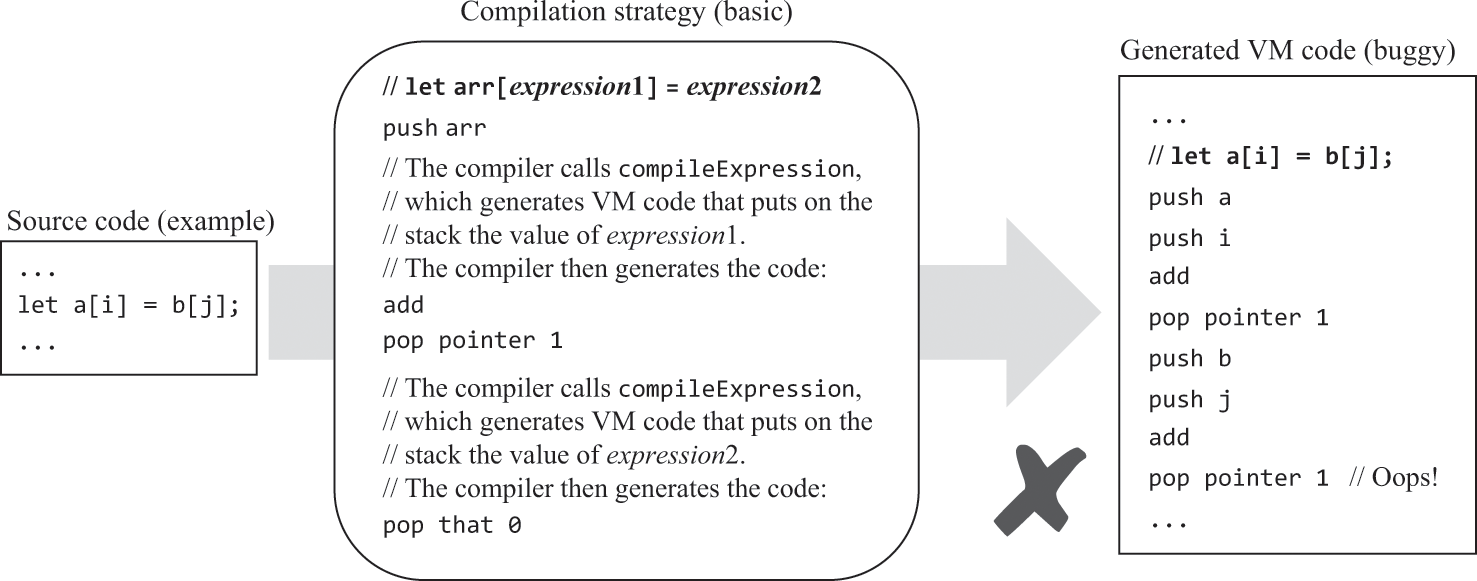 Compilation strategy (basic)
Source code (example)
...
let a[i] = b[j];
...
// let arr[expression1] = expression2
push arr
// The compiler calls compileExpression,
// which generates VM code that puts on the
// stack the value of expression1.
// The compiler then generates the code:
add
pop pointer 1
// The compiler calls compileExpression,
// which generates VM code that puts on the
// stack the value of expression2.
// The compiler then generates the code:
pop that 0
Generated VM code (buggy)
...
// let a[i] = b[j];
push a
push i
add
pop pointer 1
push b
push j
add
pop pointer 1 // Oops!
...